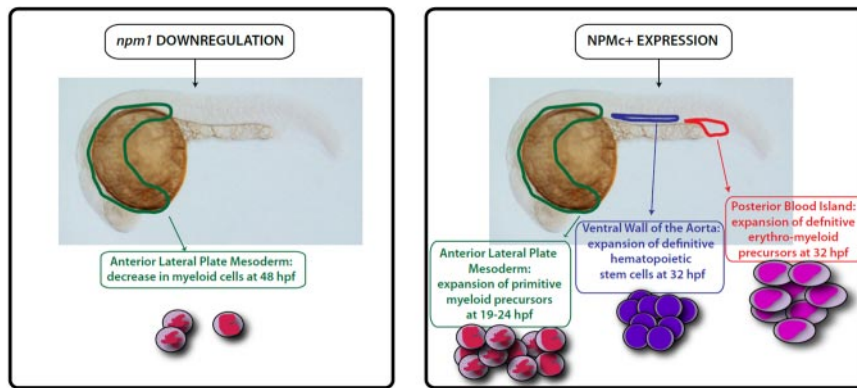 npm1 DOWNREGULATION
Anterior Lateral Plate Mesoderm:
decrease in myeloid cells at 48 hpf
NPMc+ EXPRESSION
Anterior Lateral Plate
Mesoderm:
expansion of primitive
myeloid precursors
at 19-24 hpf
Ventral Wall of the Aorta:
expansion of definitive
hematopoietic
stem cells at 32 hpf
Posterior Blood Island:
expansion of defnitive
erythro-myeloid
precursors at 32 hpf